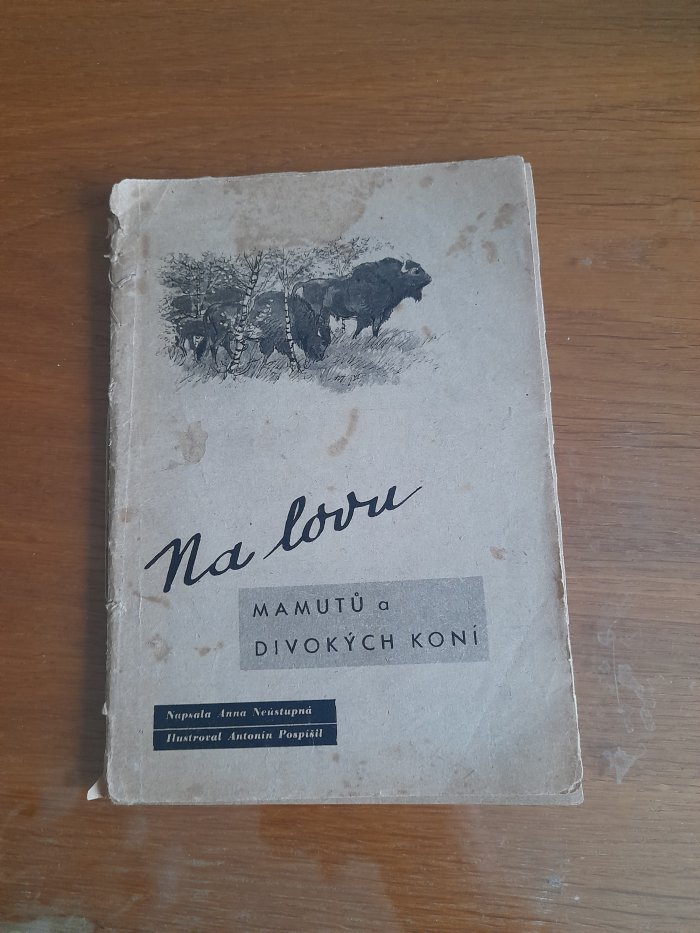 Na lovu
MAMUTŮ a
DIVOKÝCH KONÍ
Napsala Anna Neústupná
Ilustroval Antonín Pospíšil